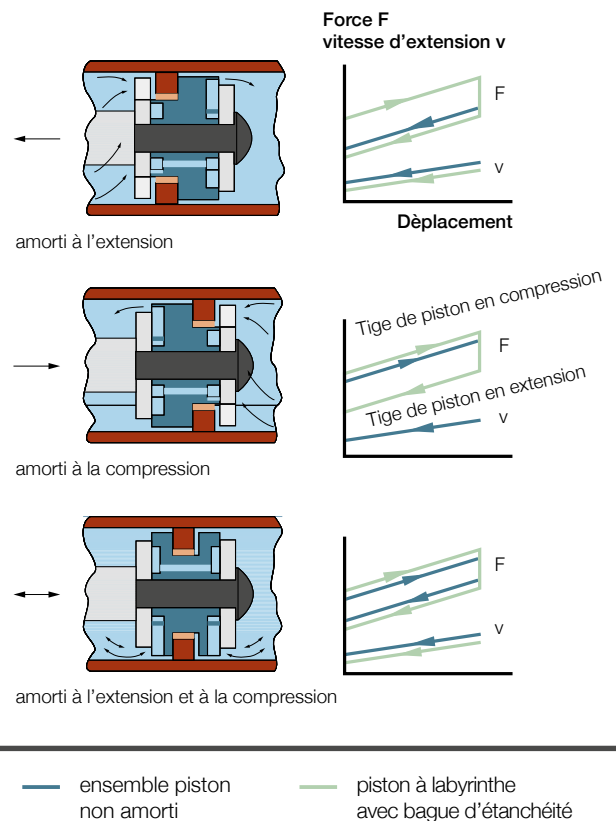 Force F
vitesse d'extension v
F
v
Dèplacement
amorti à l'extension
Tige de piston en compression
F
Tige de piston en extension
v
amorti à la compression
F
v
amorti à l'extension et à la compression
ensemble piston
non amorti
piston à labyrinthe
avec bague d'étanchéité